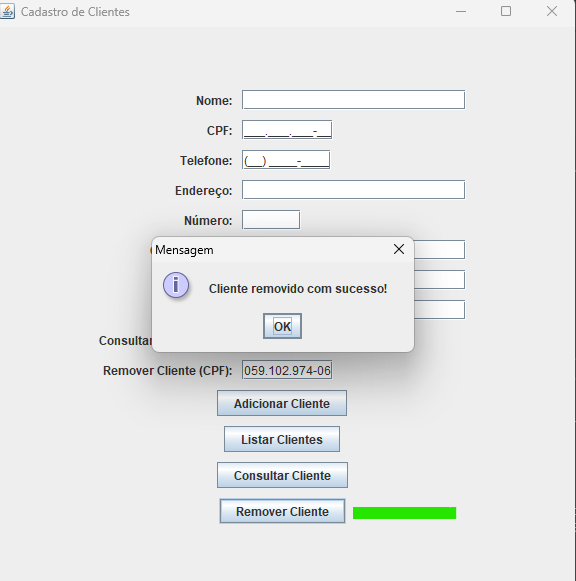 Cadastro de Clientes
Nome:
CPF: ___.___.___-__
Telefone: (__) ____-____
Endereço:
Número:
Mensagem
Cliente removido com sucesso!
OK
Consultar
Remover Cliente (CPF): 059.102.974-06
Adicionar Cliente
Listar Clientes
Consultar Cliente
Remover Cliente